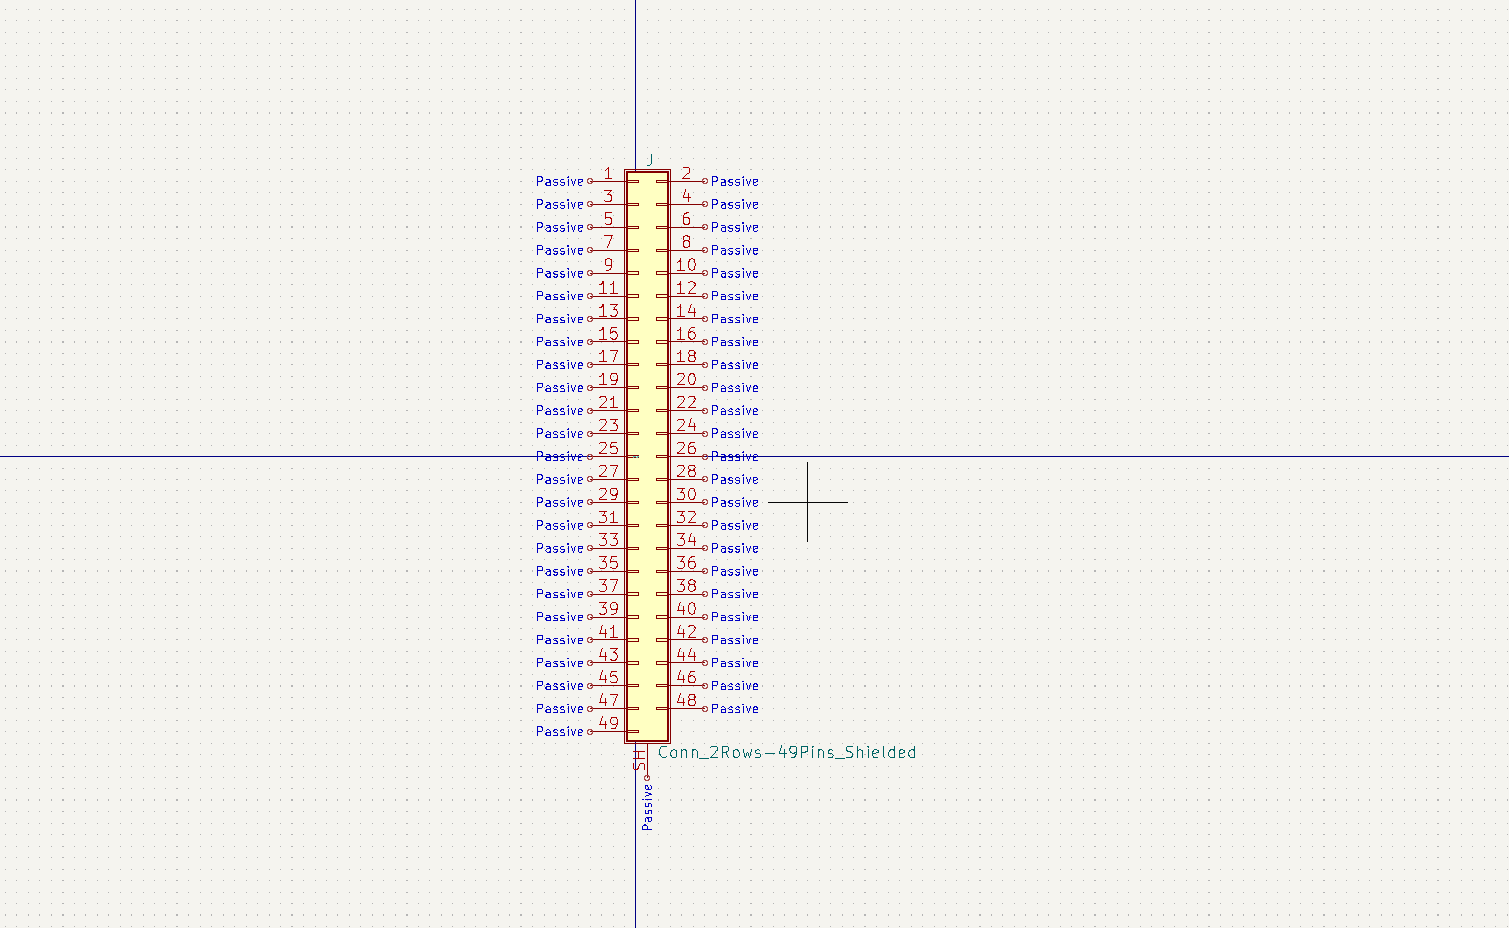 J
Passive 1 2 Passive
Passive 3 4 Passive
Passive 5 6 Passive
Passive 7 8 Passive
Passive 9 10 Passive
Passive 11 12 Passive
Passive 13 14 Passive
Passive 15 16 Passive
Passive 17 18 Passive
Passive 19 20 Passive
Passive 21 22 Passive
Passive 23 24 Passive
Passive 25 26 Passive
Passive 27 28 Passive
Passive 29 30 Passive
Passive 31 32 Passive
Passive 33 34 Passive
Passive 35 36 Passive
Passive 37 38 Passive
Passive 39 40 Passive
Passive 41 42 Passive
Passive 43 44 Passive
Passive 45 46 Passive
Passive 47 48 Passive
Passive 49
SH Conn_2Rows-49Pins_Shielded
Passive